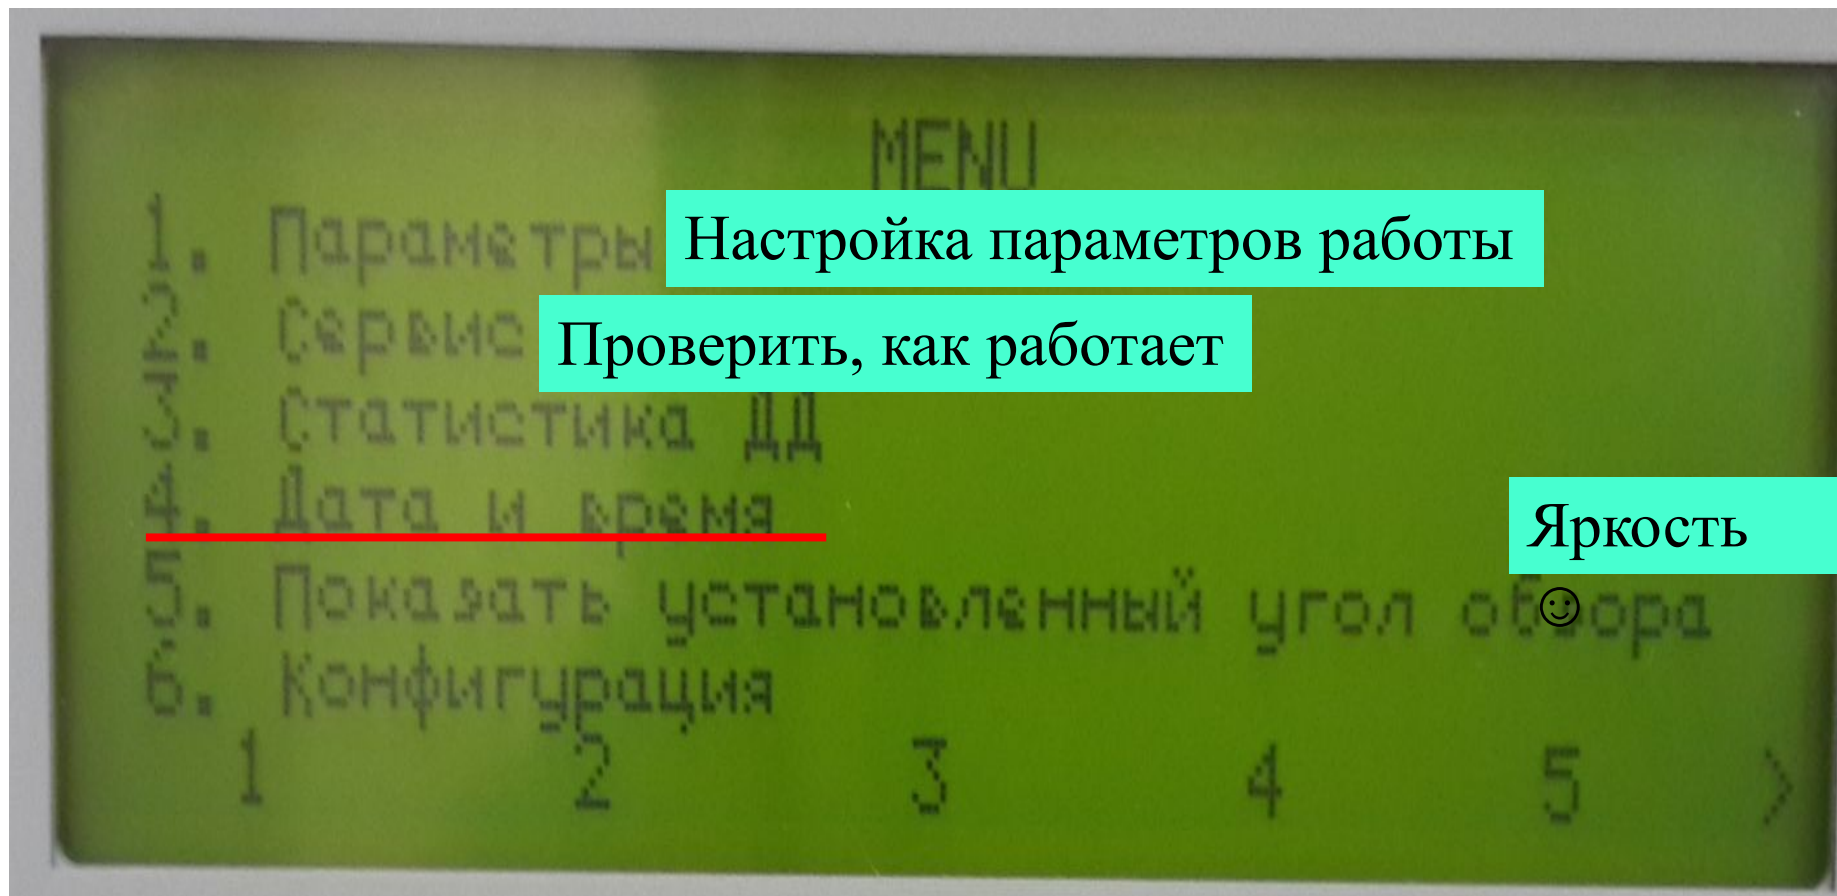 MENU
1. Параметры Настройка параметров работы
2. Сервис Проверить, как работает
3. Статистика ДД
4. Дата и время
Яркость ☺
5. Показать установленный угол обзора
6. Конфигурация
1 2 3 4 5 >